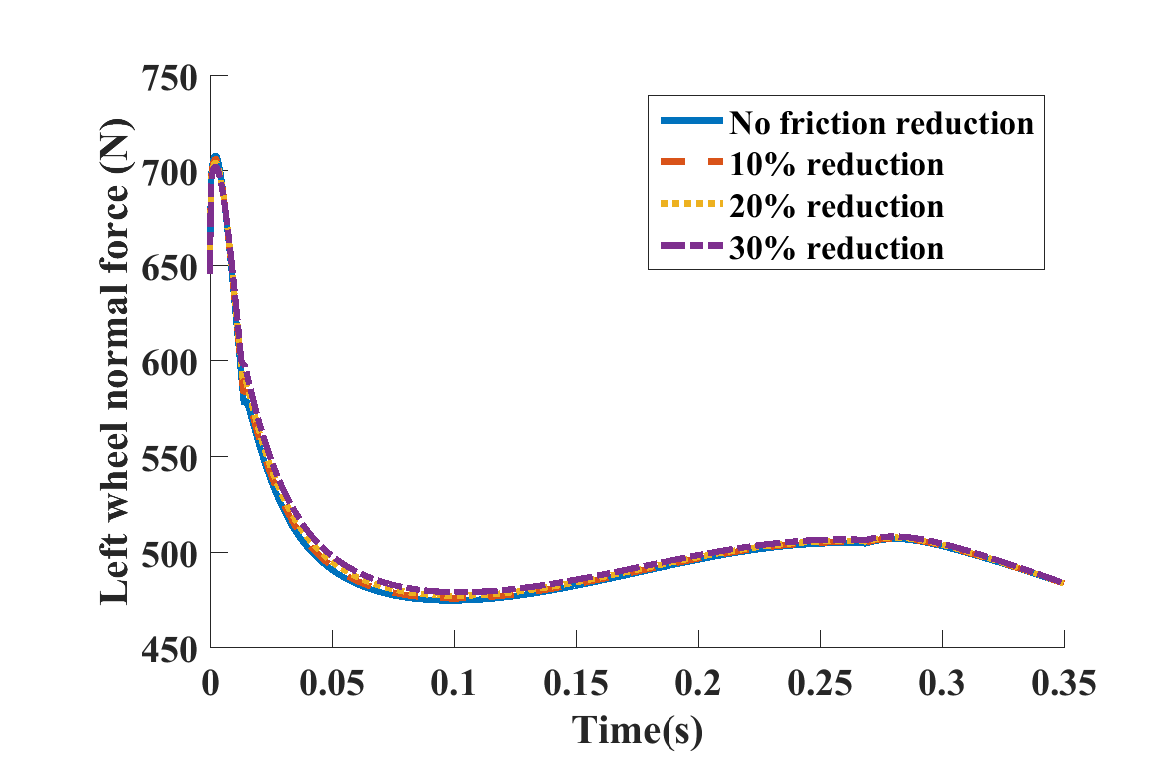 750
700
650
600
550
500
450
Left wheel normal force (N)
No friction reduction
10% reduction
20% reduction
30% reduction
0
0.05
0.1
0.15
0.2
0.25
0.3
0.35
Time(s)